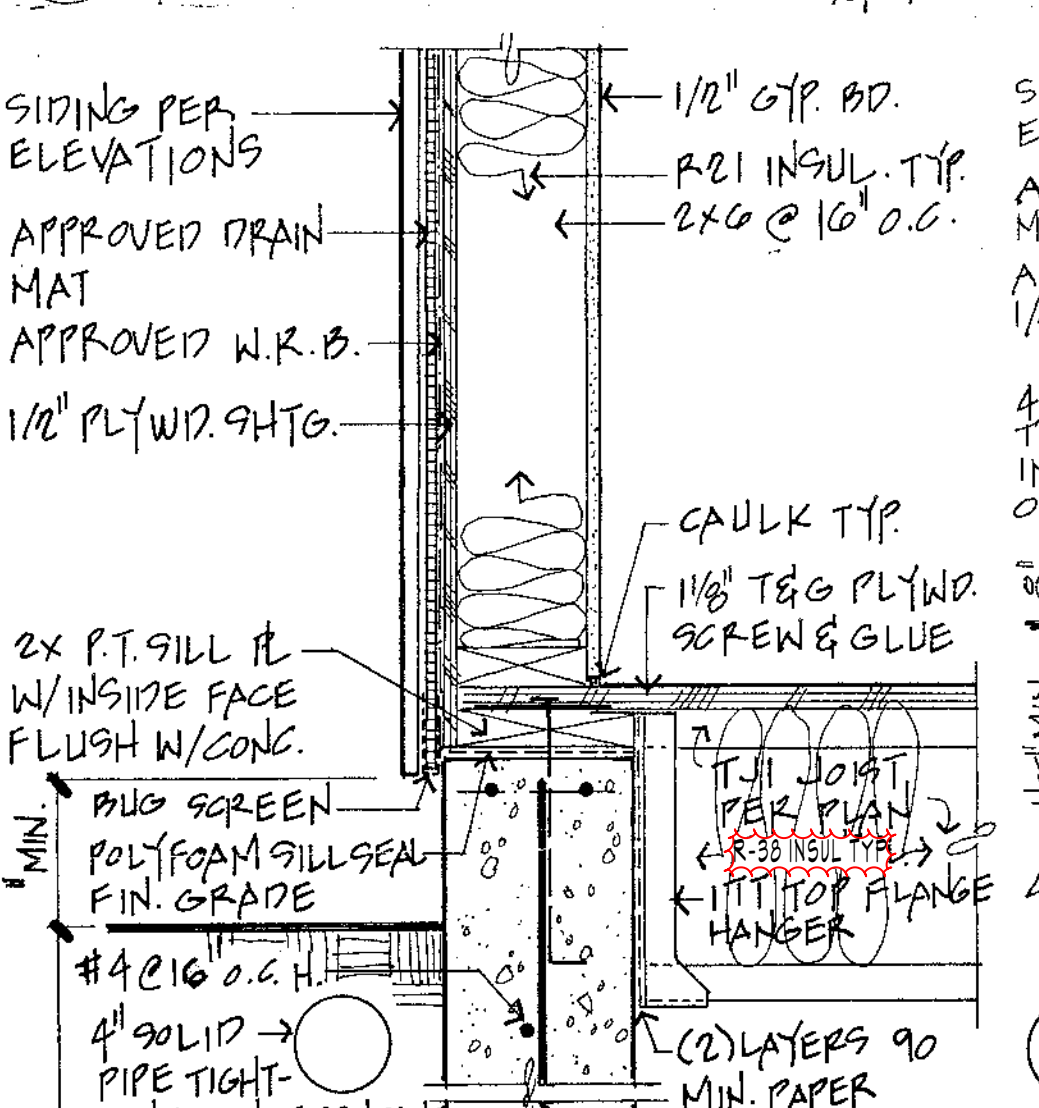 SIDING PER
ELEVATIONS
APPROVED DRAIN
MAT
APPROVED W.R.B.
1/2" PLYWD. SHTG.
2X P.T. SILL PL
W/INSIDE FACE
FLUSH W/CONC.
BUG SCREEN
POLYFOAM SILLSEAL
FIN. GRADE
MIN.
#4 @ 16" O.C. H.
4" SOLID
PIPE TIGHT-
1/2" GYP. BD.
R21 INSUL. TYP.
2X6 @ 16" O.C.
CAULK TYP.
1 1/8" T&G PLYWD.
SCREW & GLUE
TJI JOIST
PER PLAN
R-38 INSUL TYP
ITT TOP FLANGE
HANGER
(2) LAYERS 90
MIN. PAPER